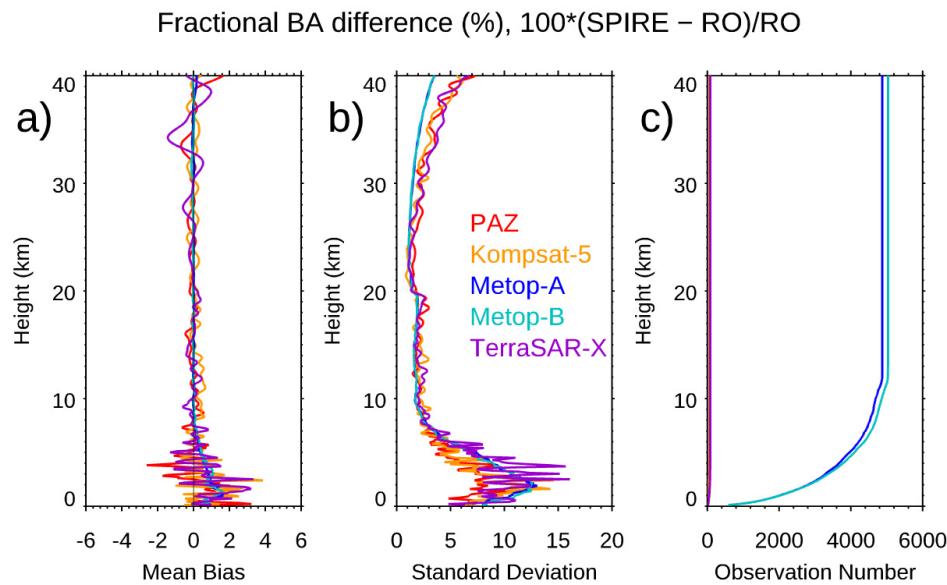 Fractional BA difference (%), 100*(SPIRE − RO)/RO
a)
40
30
20
10
0
Height (km)
-6 -4 -2 0 2 4 6
Mean Bias
b)
40
30
20
10
0
Height (km)
PAZ
Kompsat-5
Metop-A
Metop-B
TerraSAR-X
0 5 10 15 20
Standard Deviation
c)
40
30
20
10
0
Height (km)
0 2000 4000 6000
Observation Number